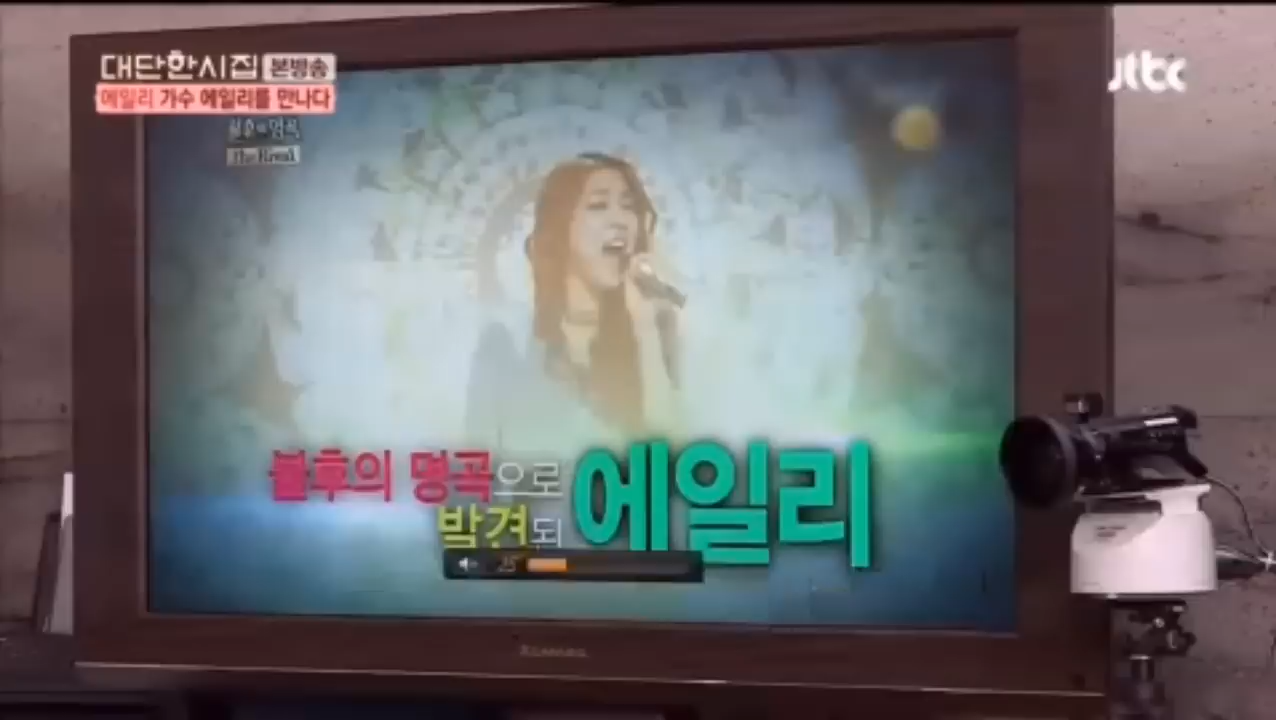 대단한시집 본방송
에일리 가수 에일리를 만나다
jtbc
불후의 명곡
불후의 명곡으로
발견되
에일리
25